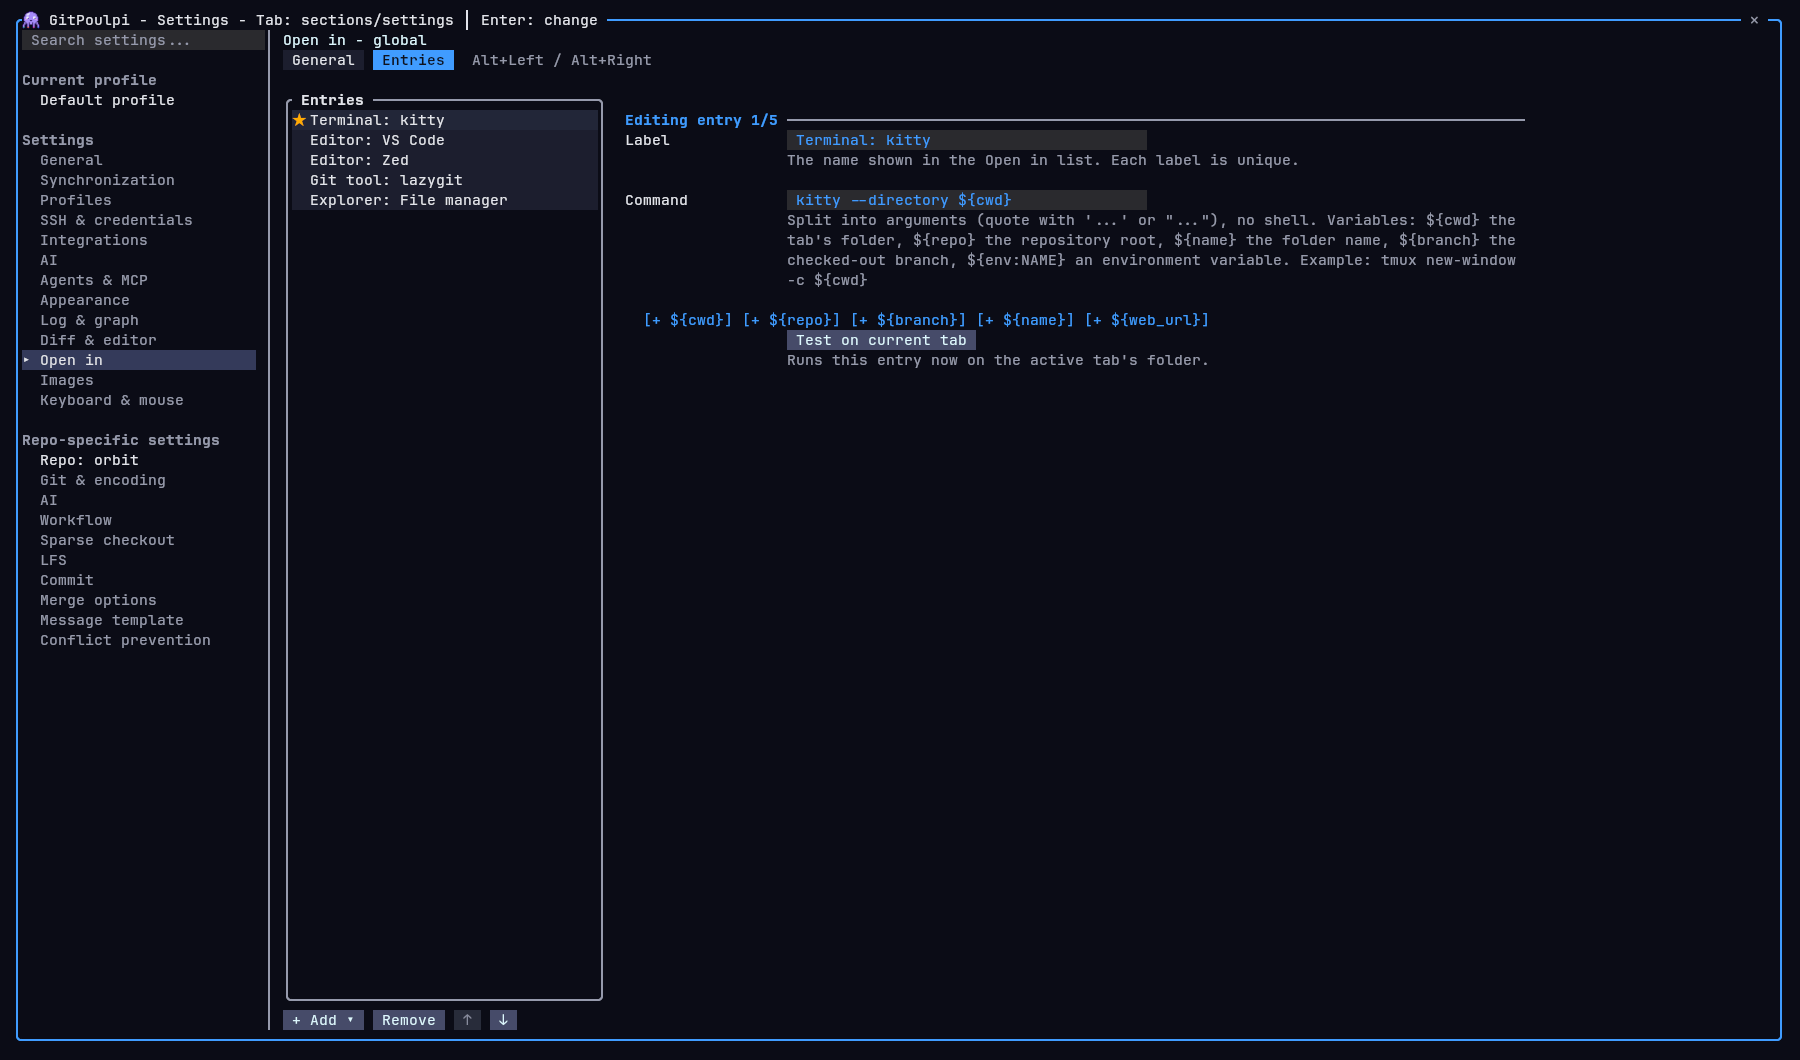 GitPoulpi - Settings - Tab: sections/settings │ Enter: change ×
Search settings...
Current profile
Default profile
Settings
General
Synchronization
Profiles
SSH & credentials
Integrations
AI
Agents & MCP
Appearance
Log & graph
Diff & editor
▸ Open in
Images
Keyboard & mouse
Repo-specific settings
Repo: orbit
Git & encoding
AI
Workflow
Sparse checkout
LFS
Commit
Merge options
Message template
Conflict prevention
Open in - global
General Entries Alt+Left / Alt+Right
Entries
★ Terminal: kitty
Editor: VS Code
Editor: Zed
Git tool: lazygit
Explorer: File manager
+ Add ▾ Remove ↑ ↓
Editing entry 1/5
Label Terminal: kitty
The name shown in the Open in list. Each label is unique.
Command kitty --directory ${cwd}
Split into arguments (quote with '...' or "..."), no shell. Variables: ${cwd} the
tab's folder, ${repo} the repository root, ${name} the folder name, ${branch} the
checked-out branch, ${env:NAME} an environment variable. Example: tmux new-window
-c ${cwd}
[+ ${cwd}] [+ ${repo}] [+ ${branch}] [+ ${name}] [+ ${web_url}]
Test on current tab
Runs this entry now on the active tab's folder.